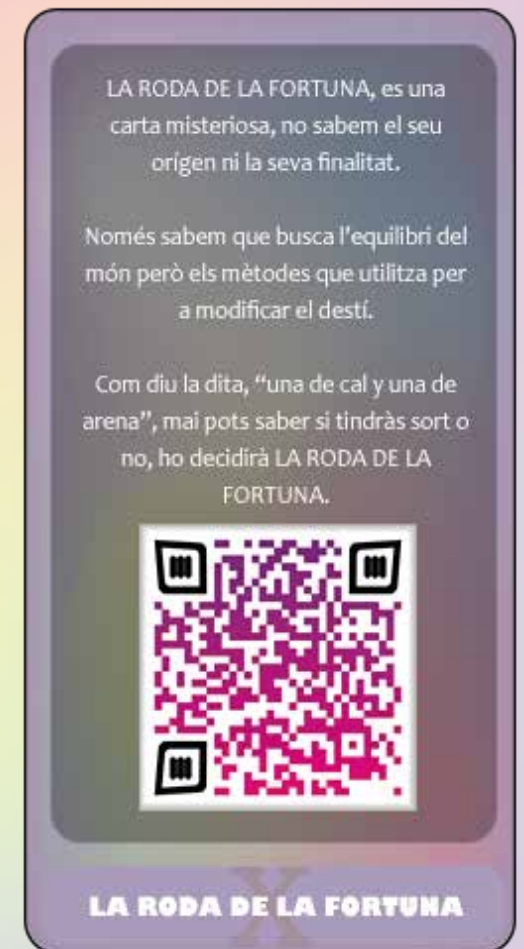 LA RODA DE LA FORTUNA, es una
carta misteriosa, no sabem el seu
orígen ni la seva finalitat.
Només sabem que busca l’equilibri del
món però els mètodes que utilitza per
a modificar el destí.
Com diu la dita, “una de cal y una de
arena”, mai pots saber si tindràs sort o
no, ho decidirà LA RODA DE LA
FORTUNA.
X
LA RODA DE LA FORTUNA